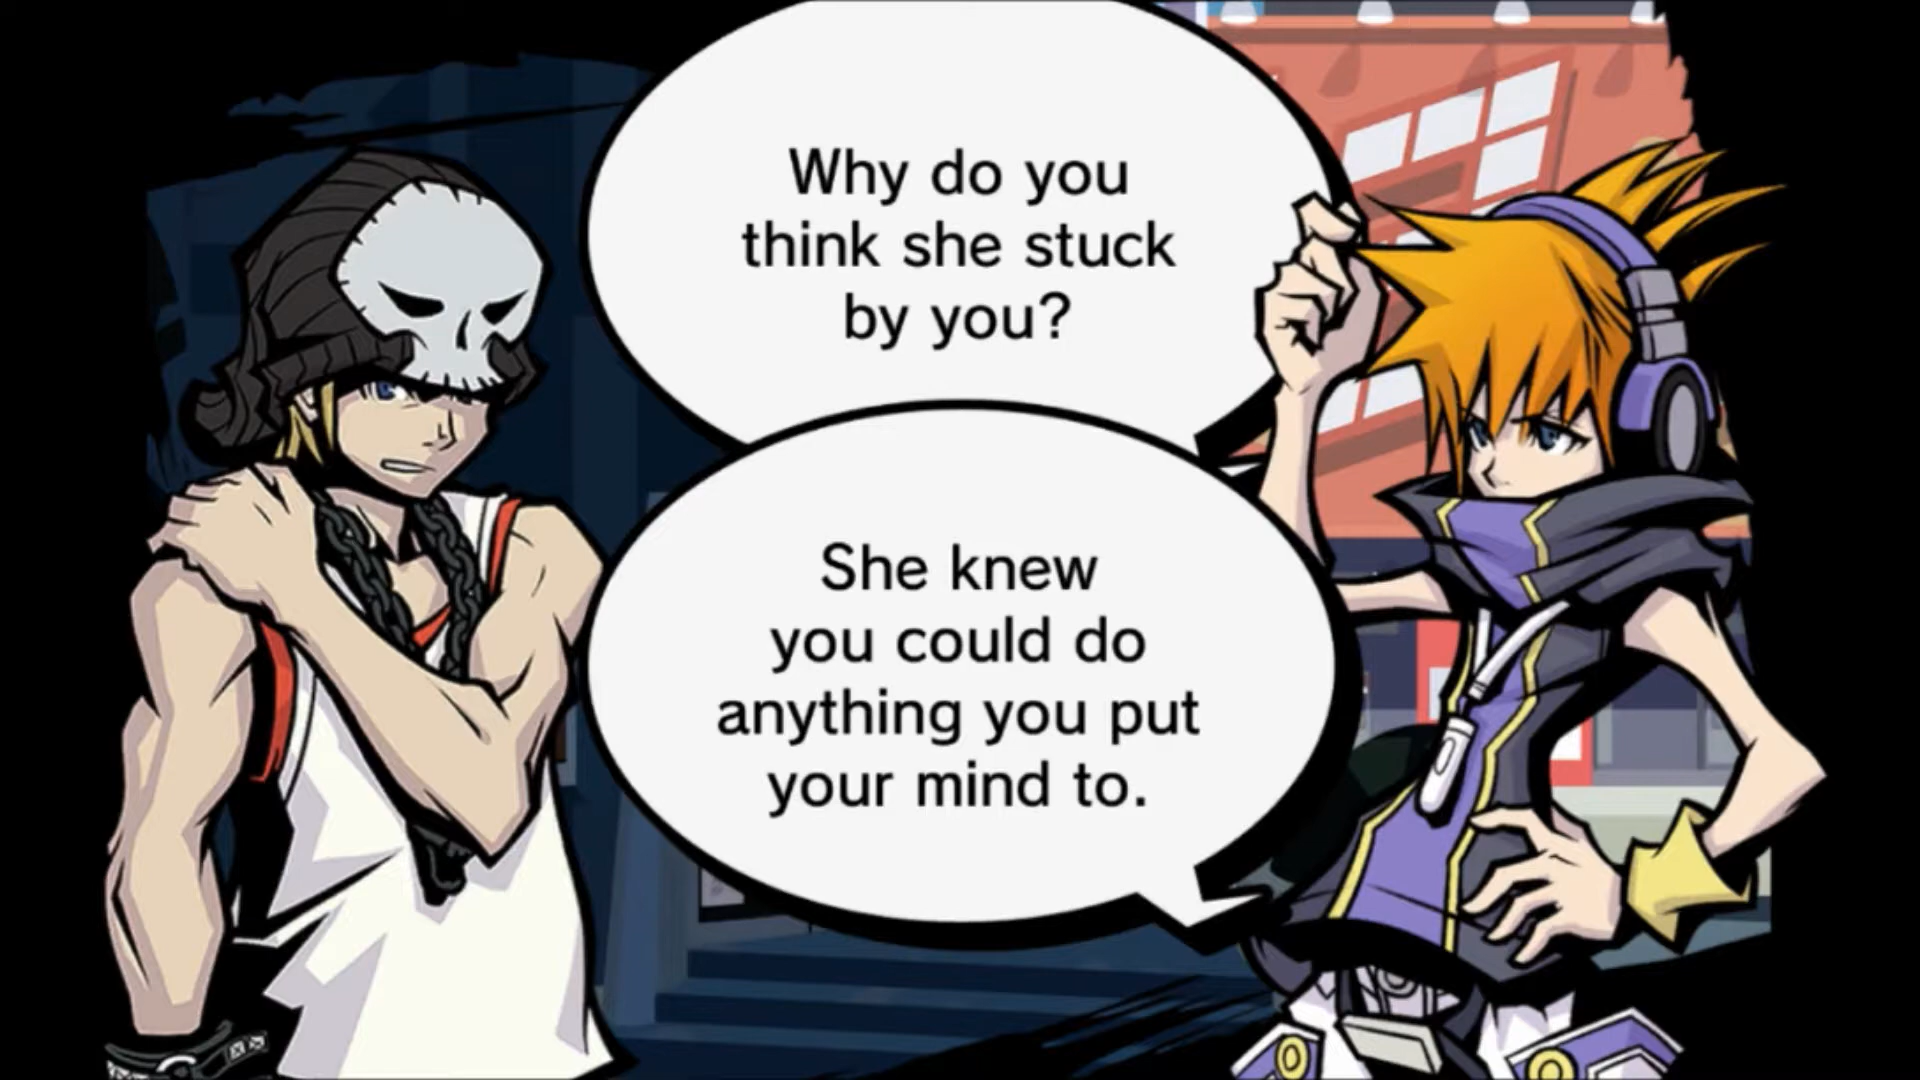 Why do you
think she stuck
by you?
She knew
you could do
anything you put
your mind to.